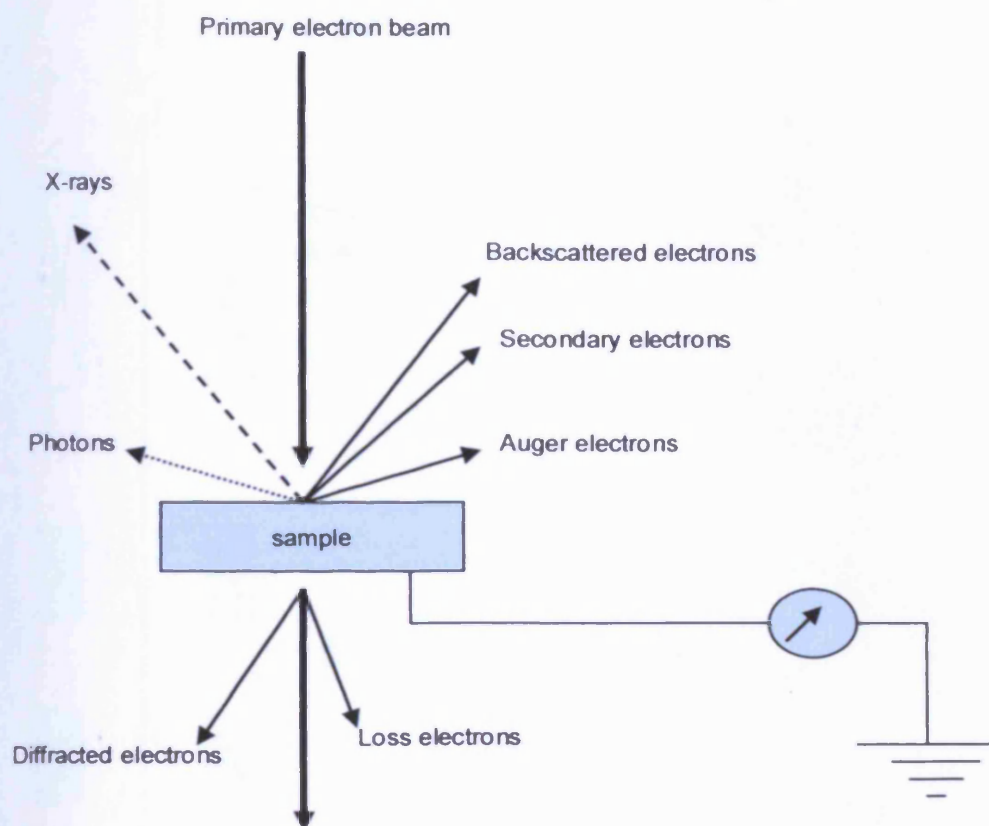 Primary electron beam
X-rays
Backscattered electrons
Secondary electrons
Photons
Auger electrons
sample
Loss electrons
Diffracted electrons